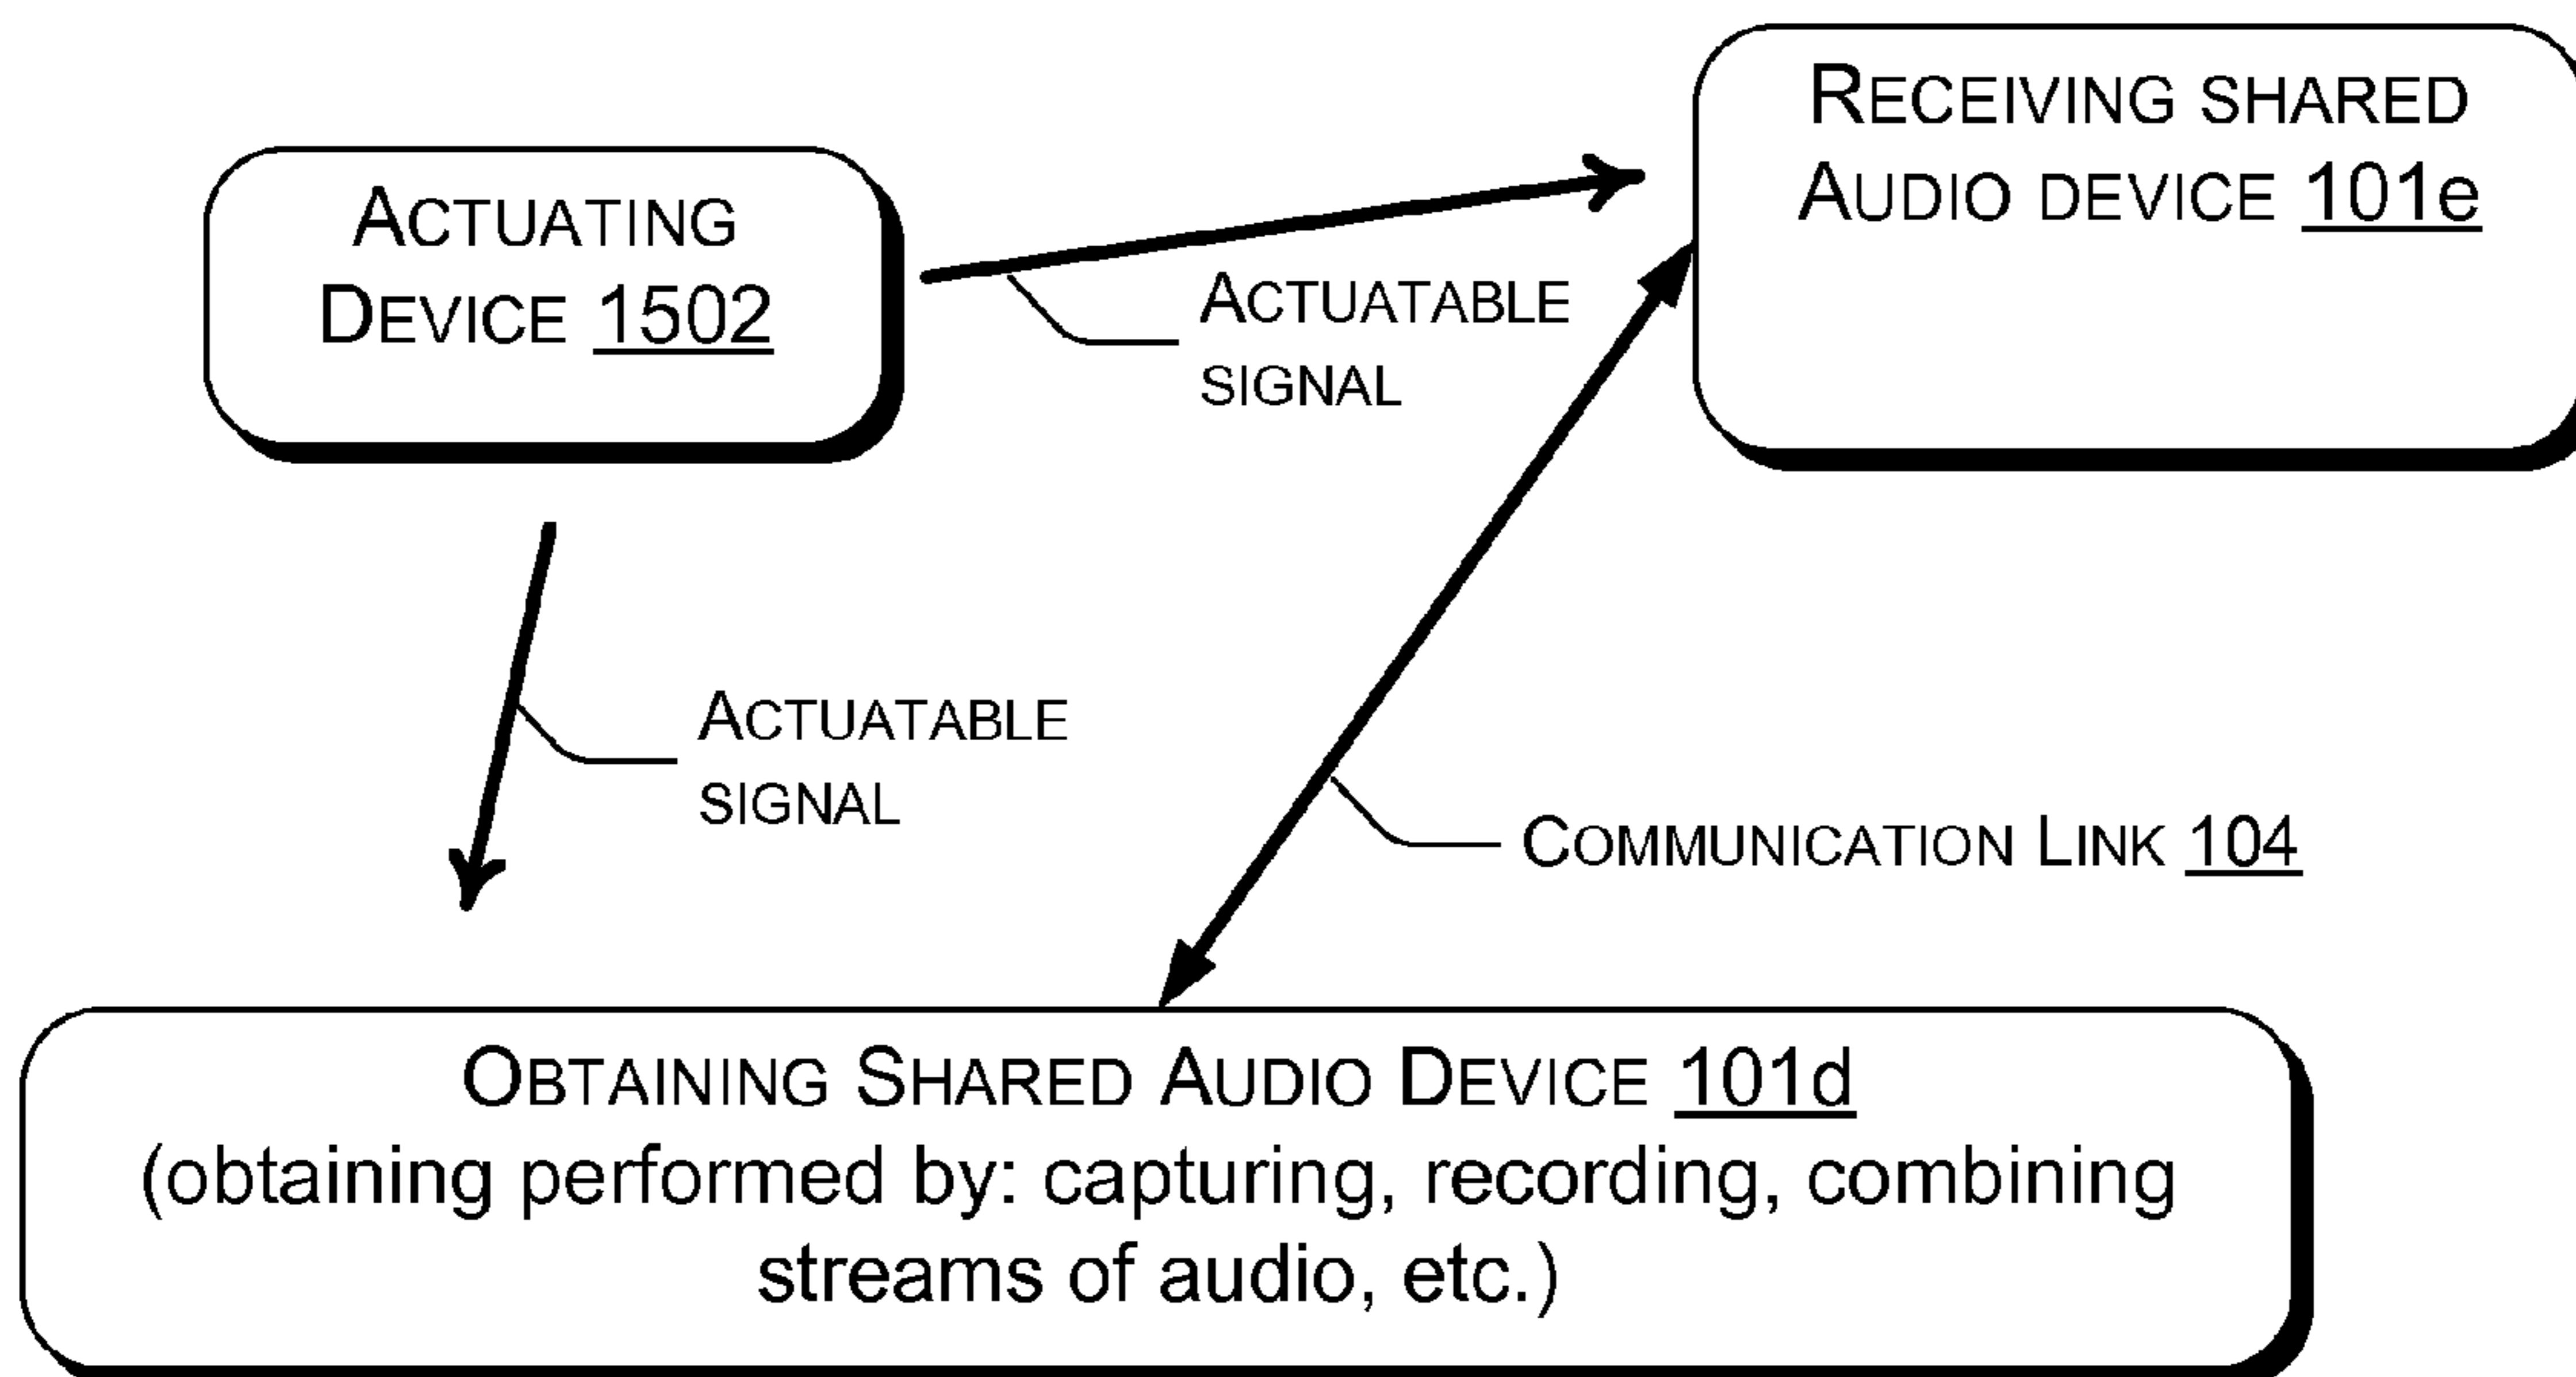 ACTUATING
DEVICE 1502
RECEIVING SHARED
AUDIO DEVICE 101e
ACTUATABLE
SIGNAL
ACTUATABLE
SIGNAL
COMMUNICATION LINK 104
OBTAINING SHARED AUDIO DEVICE 101d
(obtaining performed by: capturing, recording, combining
streams of audio, etc.)